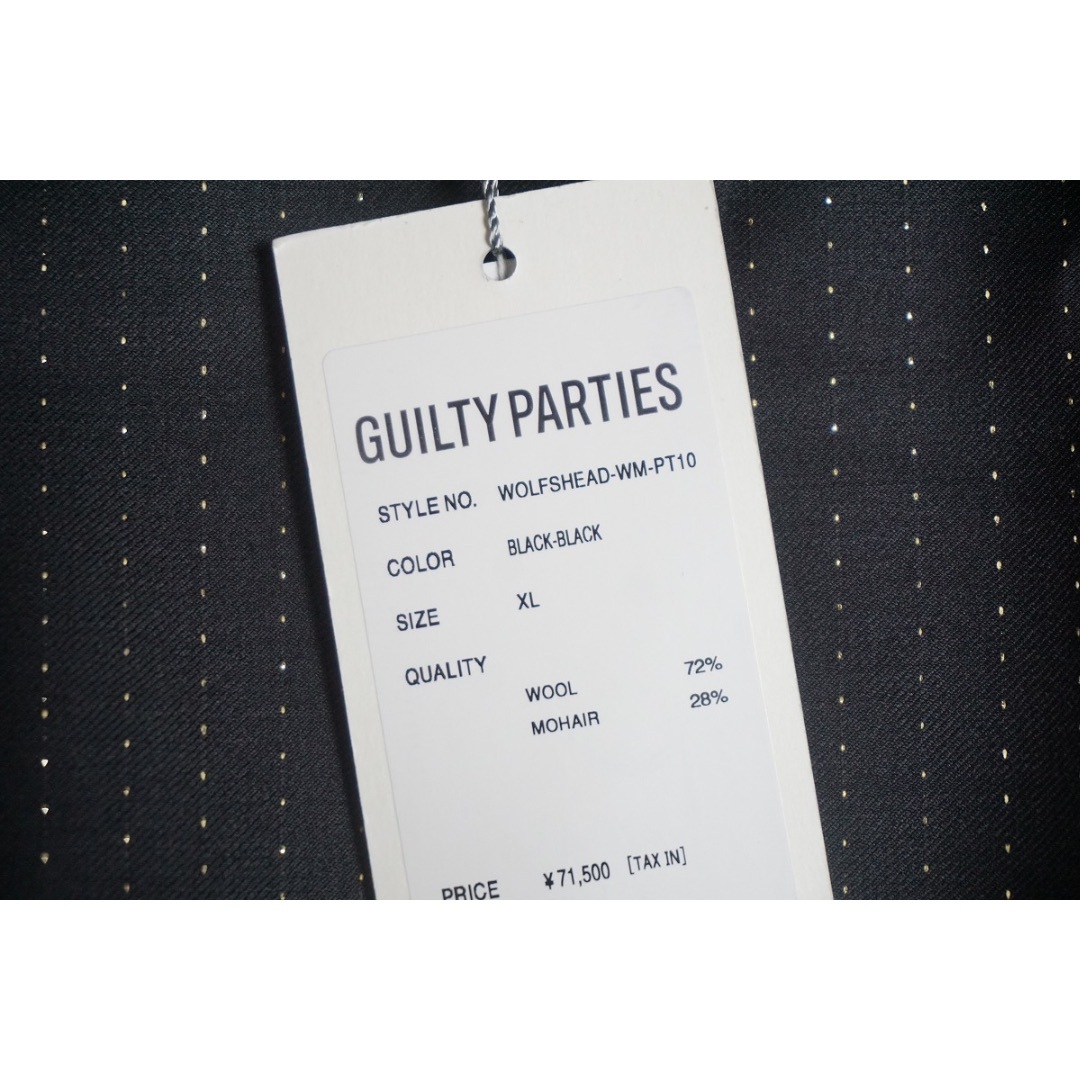 GUILTY PARTIES
STYLE NO. WOLFSHEAD-WM-PT10
COLOR BLACK-BLACK
SIZE XL
QUALITY
WOOL 72%
MOHAIR 28%
PRICE ¥71,500 [TAX IN]